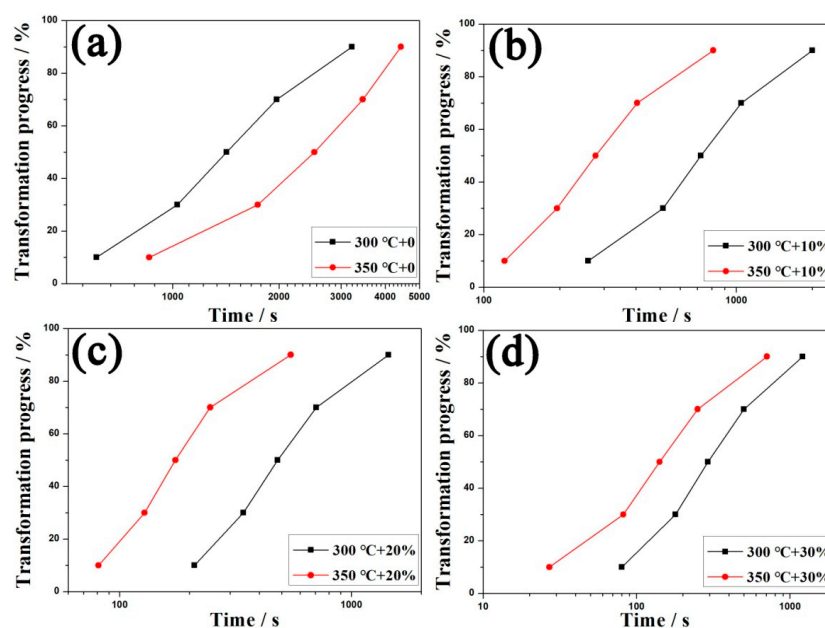 (a)
Transformation progress / %
100
80
60
40
20
0
300 °C+0
350 °C+0
1000
2000
3000
4000
5000
Time / s
(b)
Transformation progress / %
100
80
60
40
20
0
300 °C+10%
350 °C+10%
100
1000
Time / s
(c)
Transformation progress / %
100
80
60
40
20
0
300 °C+20%
350 °C+20%
100
1000
Time / s
(d)
Transformation progress / %
100
80
60
40
20
0
300 °C+30%
350 °C+30%
10
100
1000
Time / s